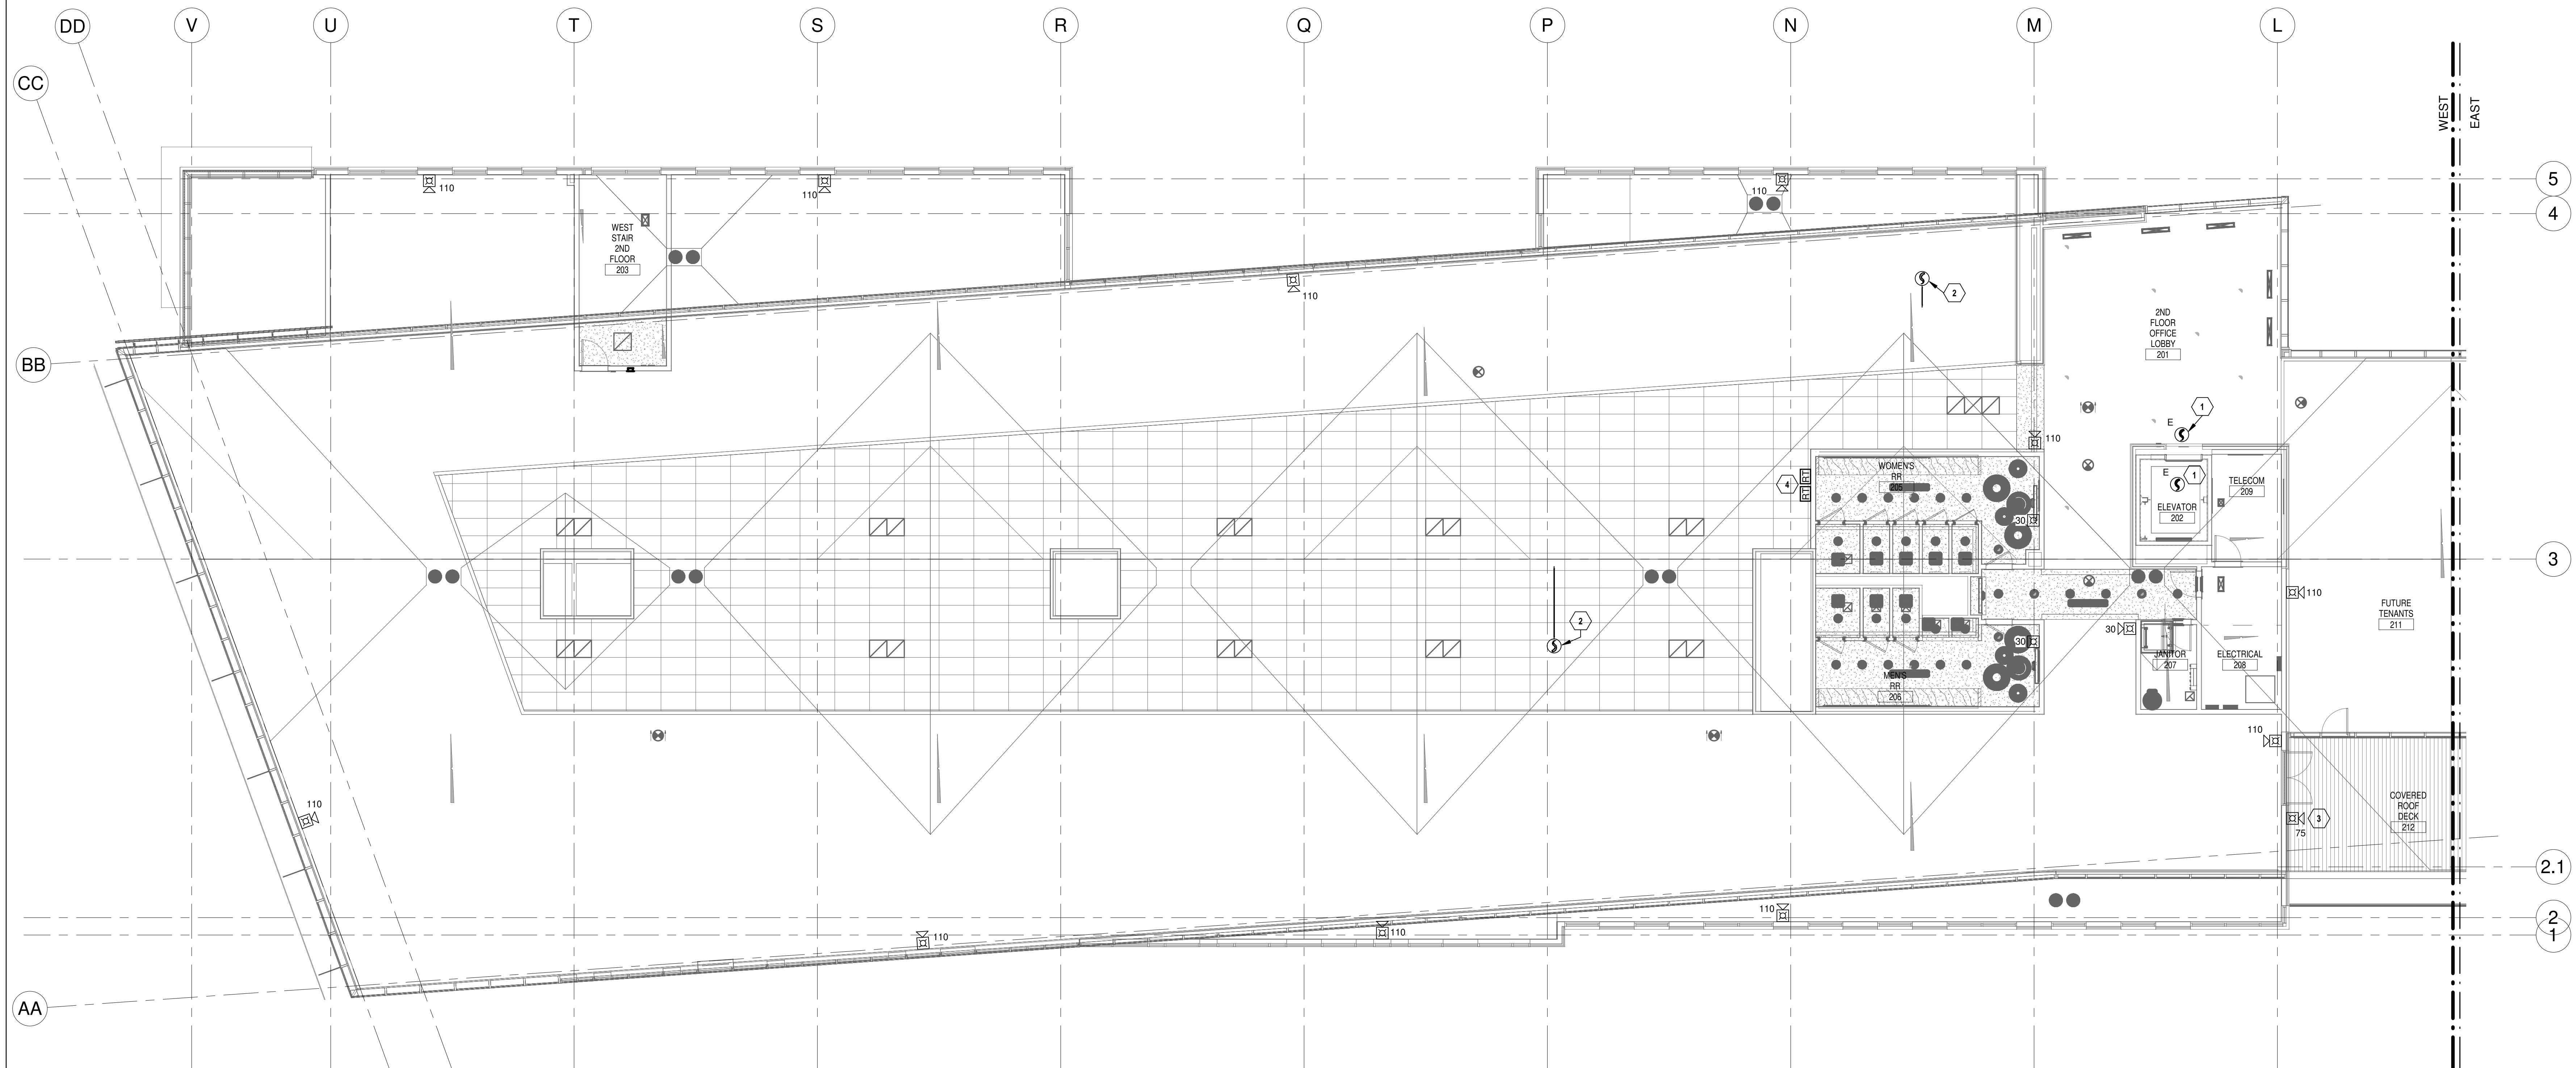 DD
V
U
T
S
R
Q
P
N
M
L
CC
WEST
EAST
5
4
110
110
110
WEST
STAIR
2ND
FLOOR
203
110
2
2ND
FLOOR
OFFICE
LOBBY
201
BB
1
E
110
WOMEN'S
RR
205
4
RT
RT
E
1
TELECOM
209
ELEVATOR
202
30
3
110
FUTURE
TENANTS
211
2
30
30
JANITOR
207
ELECTRICAL
208
MEN'S
RR
206
110
110
COVERED
ROOF
DECK
212
3
75
2.1
110
110
110
2
1
AA